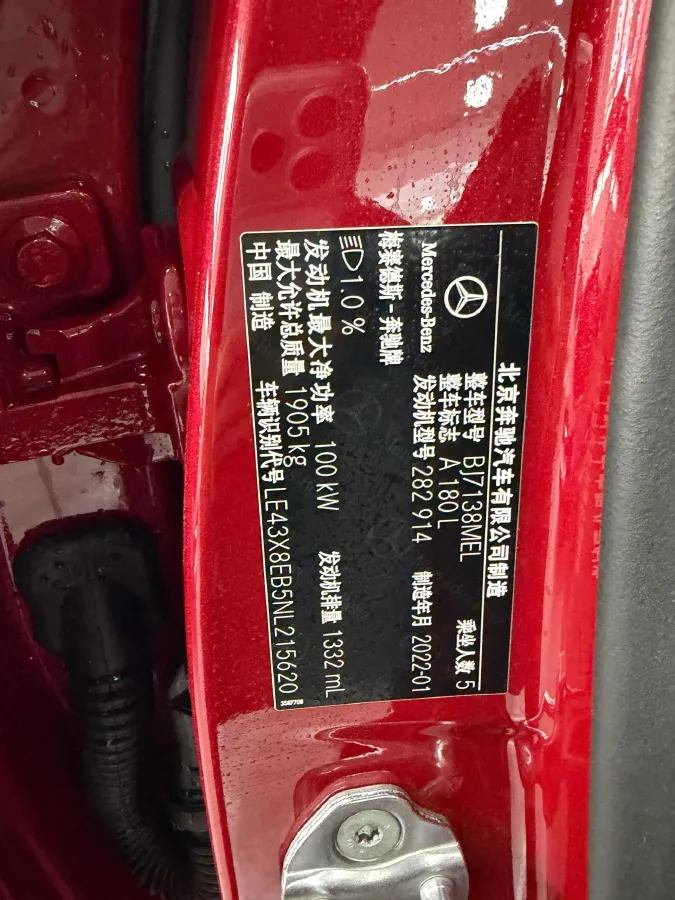 北京奔驰汽车有限公司制造
Mercedes-Benz
梅赛德斯-奔驰牌
整车型号 BJ7138MEL
乘坐人数 5
整车标志 A 180 L
发动机型号 282 914
制造年月 2022-01
1.0 %
发动机最大净功率 100 kW
发动机排量 1332 mL
最大允许总质量 1905 kg
中国 制造
车辆识别代号 LE43X8EB5NL215620
3587708